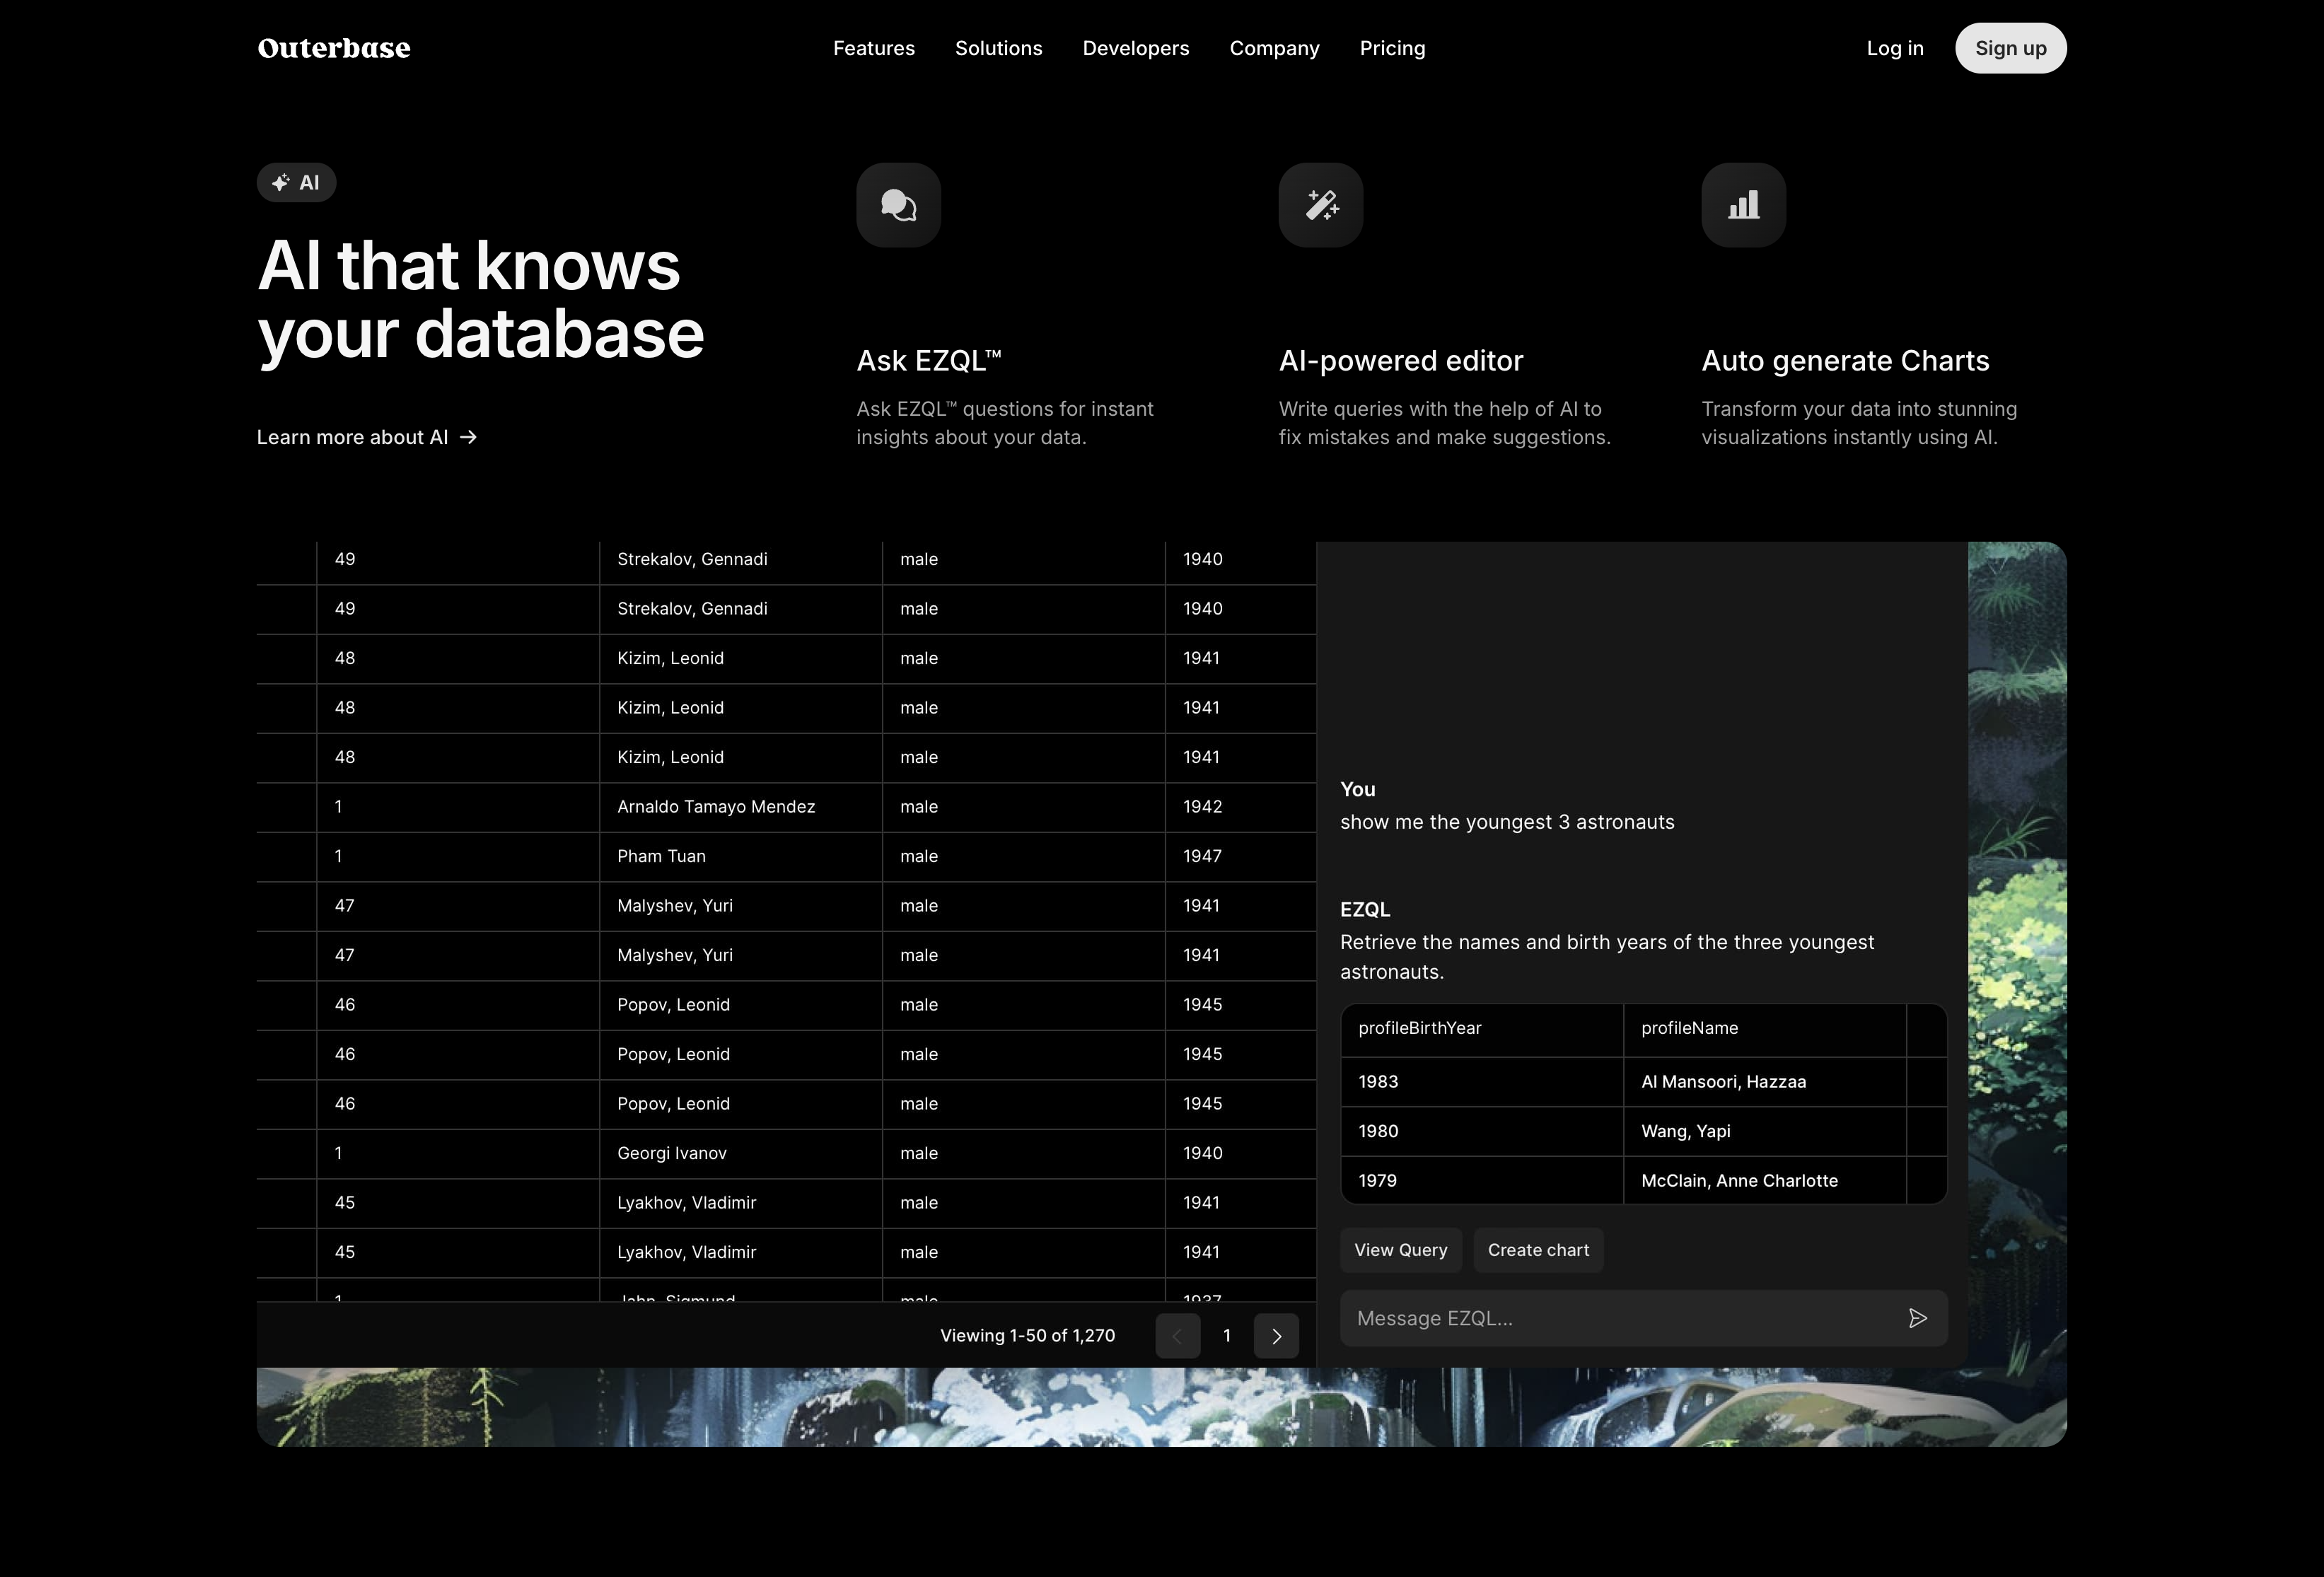 Outerbase
Features Solutions Developers Company Pricing
Log in
Sign up
AI
AI that knows
your database
Learn more about AI →
Ask EZQL™
Ask EZQL™ questions for instant
insights about your data.
AI-powered editor
Write queries with the help of AI to
fix mistakes and make suggestions.
Auto generate Charts
Transform your data into stunning
visualizations instantly using AI.
49 Strekalov, Gennadi male 1940
49 Strekalov, Gennadi male 1940
48 Kizim, Leonid male 1941
48 Kizim, Leonid male 1941
48 Kizim, Leonid male 1941
1 Arnaldo Tamayo Mendez male 1942
1 Pham Tuan male 1947
47 Malyshev, Yuri male 1941
47 Malyshev, Yuri male 1941
46 Popov, Leonid male 1945
46 Popov, Leonid male 1945
46 Popov, Leonid male 1945
1 Georgi Ivanov male 1940
45 Lyakhov, Vladimir male 1941
45 Lyakhov, Vladimir male 1941
1 Jahn, Sigmund male 1937
Viewing 1-50 of 1,270
1
You
show me the youngest 3 astronauts
EZQL
Retrieve the names and birth years of the three youngest
astronauts.
profileBirthYear profileName
1983 Al Mansoori, Hazzaa
1980 Wang, Yapi
1979 McClain, Anne Charlotte
View Query
Create chart
Message EZQL...